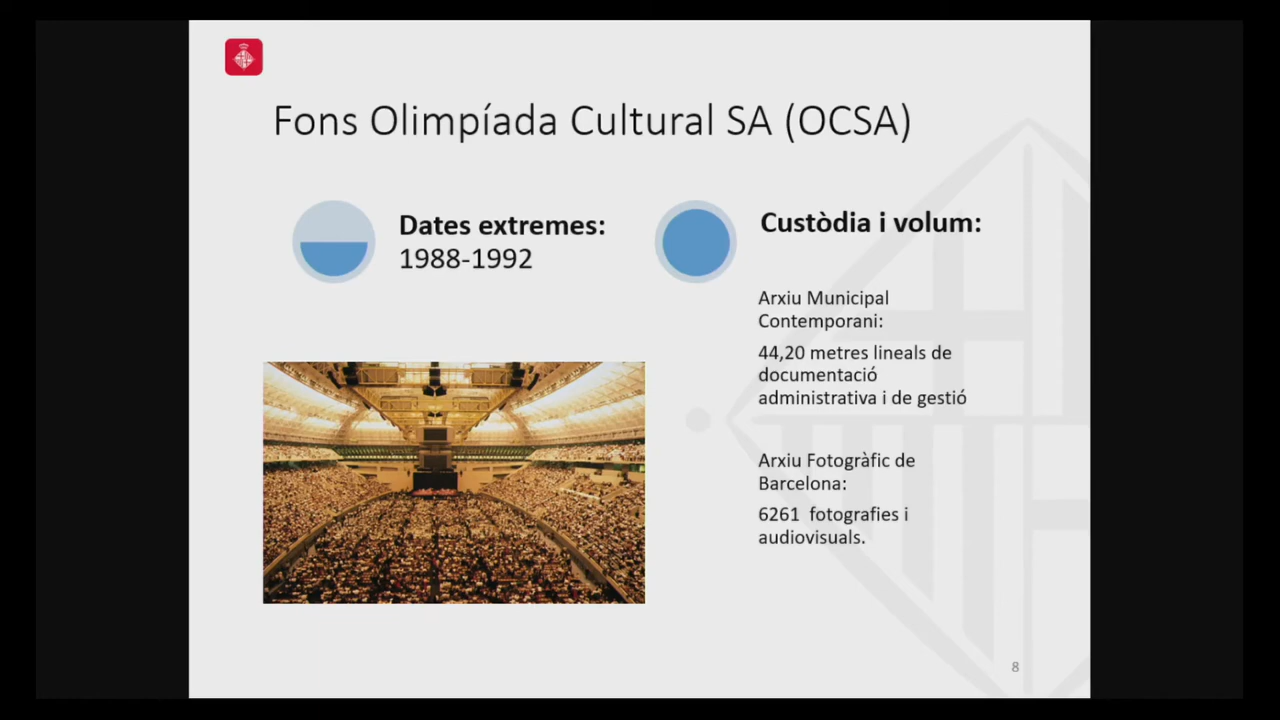 Fons Olimpíada Cultural SA (OCSA)
Dates extremes:
1988-1992
Custòdia i volum:
Arxiu Municipal
Contemporani:
44,20 metres lineals de
documentació
administrativa i de gestió
Arxiu Fotogràfic de
Barcelona:
6261 fotografies i
audiovisuals.
8